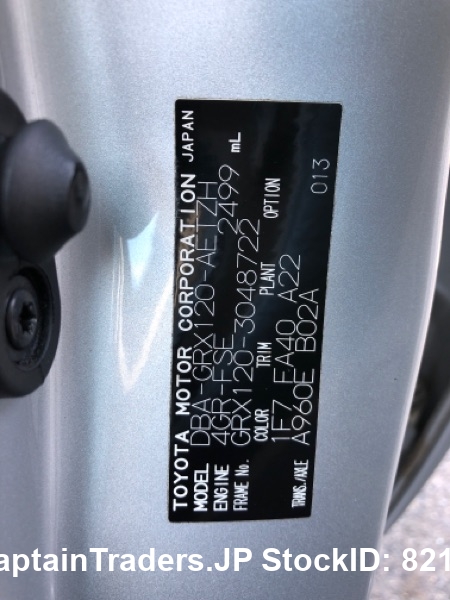 TOYOTA MOTOR CORPORATION JAPAN
MODEL DBA-GRX120-AETZH
ENGINE 4GR-FSE 2499 mL
FRAME No. GRX120-3048722
COLOR TRIM PLANT OPTION
1F7 FA40 A22
TRANS./AXLE A960E B02A 013
aptainTraders.JP StockID: 821